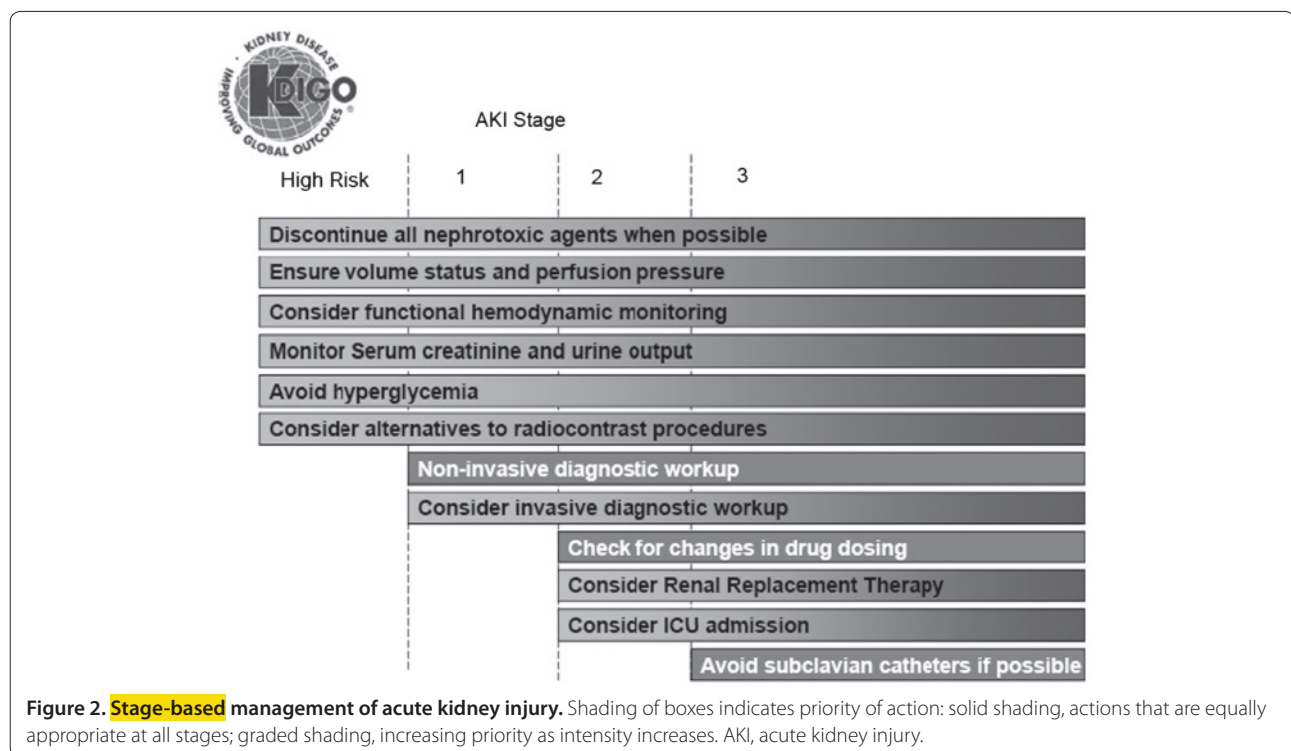 KIDNEY DISEASE
IMPROVING GLOBAL OUTCOMES
KDIGO
®
AKI Stage
High Risk 1 2 3
Discontinue all nephrotoxic agents when possible
Ensure volume status and perfusion pressure
Consider functional hemodynamic monitoring
Monitor Serum creatinine and urine output
Avoid hyperglycemia
Consider alternatives to radiocontrast procedures
Non-invasive diagnostic workup
Consider invasive diagnostic workup
Check for changes in drug dosing
Consider Renal Replacement Therapy
Consider ICU admission
Avoid subclavian catheters if possible
Figure 2. Stage-based management of acute kidney injury. Shading of boxes indicates priority of action: solid shading, actions that are equally
appropriate at all stages; graded shading, increasing priority as intensity increases. AKI, acute kidney injury.